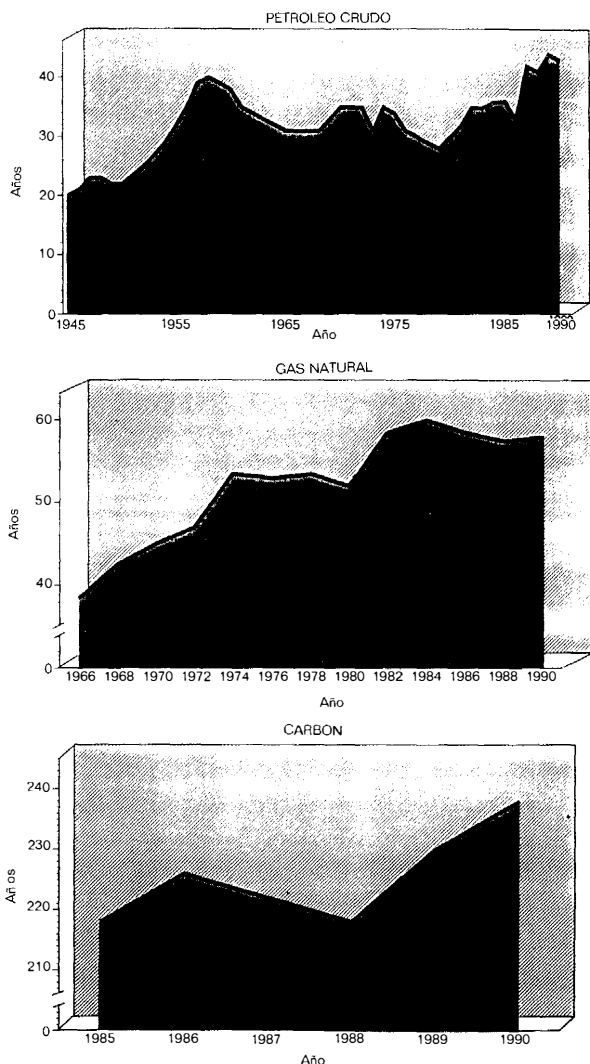 PETROLEO CRUDO
40
30
20
10
0
Años
1945 1955 1965 1975 1985 1990
Año
GAS NATURAL
60
50
40
0
Años
1966 1968 1970 1972 1974 1976 1978 1980 1982 1984 1986 1988 1990
Año
CARBON
240
230
220
210
0
Años
1985 1986 1987 1988 1989 1990
Año